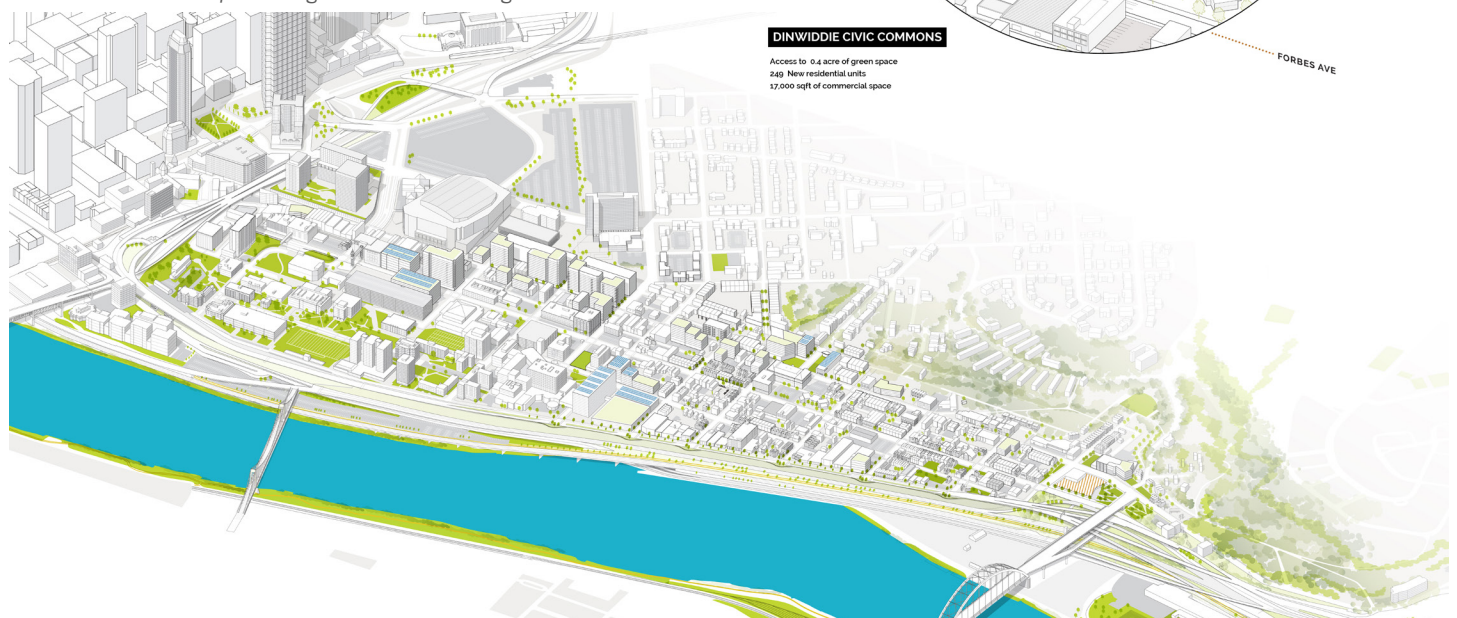 DINWIDDIE CIVIC COMMONS
Access to 0.4 acre of green space
249 New residential units
17,000 sqft of commercial space
FORBES AVE